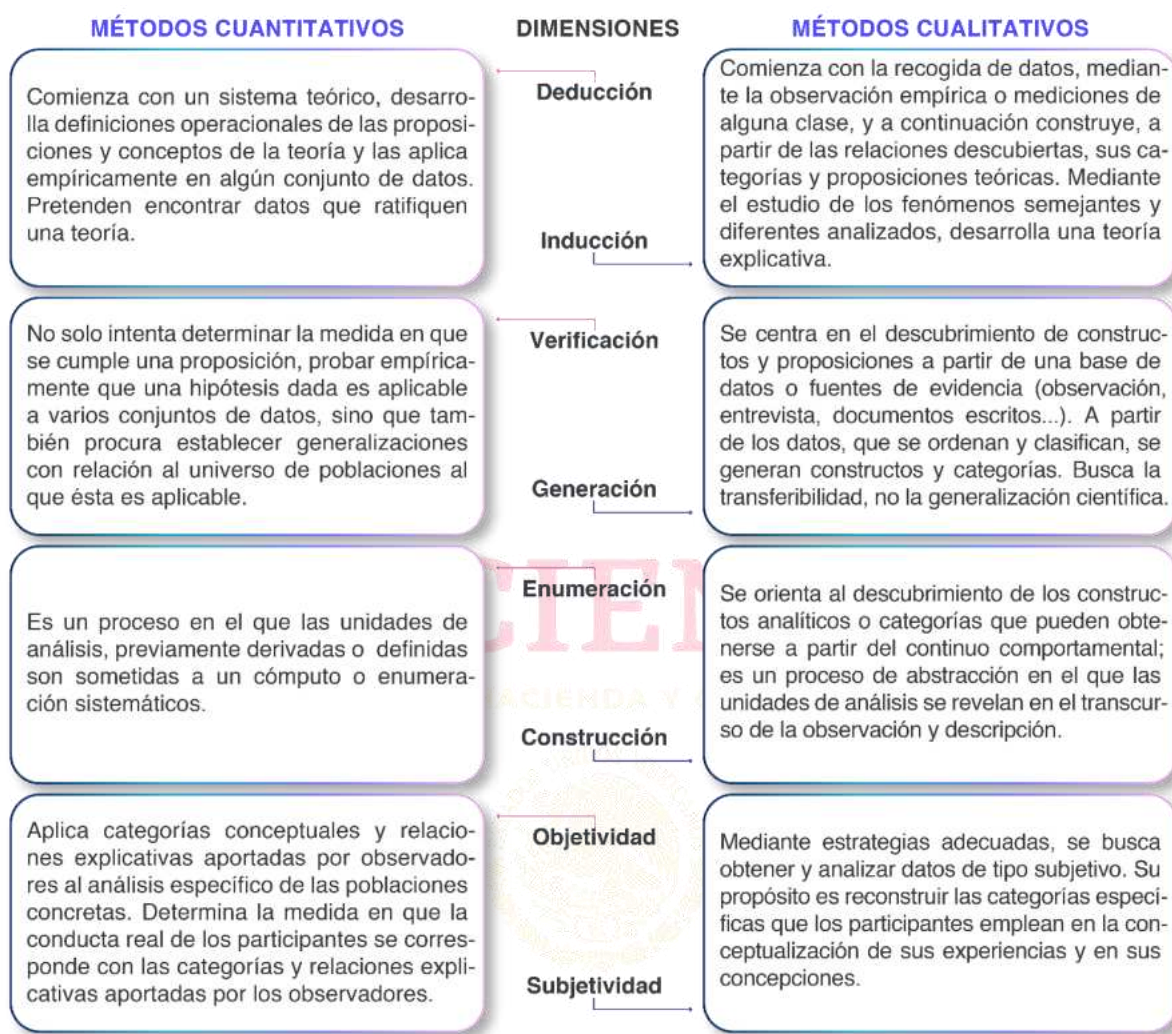 MÉTODOS CUANTITATIVOS
DIMENSIONES
MÉTODOS CUALITATIVOS
Comienza con un sistema teórico, desarro-
lla definiciones operacionales de las proposi-
ciones y conceptos de la teoría y las aplica
empíricamente en algún conjunto de datos.
Pretenden encontrar datos que ratifiquen
una teoría.
Deducción
Inducción
Comienza con la recogida de datos, median-
te la observación empírica o mediciones de
alguna clase, y a continuación construye, a
partir de las relaciones descubiertas, sus ca-
tegorías y proposiciones teóricas. Mediante
el estudio de los fenómenos semejantes y
diferentes analizados, desarrolla una teoría
explicativa.
No solo intenta determinar la medida en que
se cumple una proposición, probar empírica-
mente que una hipótesis dada es aplicable
a varios conjuntos de datos, sino que tam-
bién procura establecer generalizaciones
con relación al universo de poblaciones al
que ésta es aplicable.
Verificación
Generación
Se centra en el descubrimiento de construc-
tos y proposiciones a partir de una base de
datos o fuentes de evidencia (observación,
entrevista, documentos escritos...). A partir
de los datos, que se ordenan y clasifican, se
generan constructos y categorías. Busca la
transferibilidad, no la generalización científica.
Es un proceso en el que las unidades de
análisis, previamente derivadas o definidas
son sometidas a un cómputo o enumera-
ción sistemáticos.
Enumeración
CIEN
ACIENDA Y
Construcción
Se orienta al descubrimiento de los construc-
tos analíticos o categorías que pueden obte-
nerse a partir del continuo comportamental;
es un proceso de abstracción en el que las
unidades de análisis se revelan en el transcur-
so de la observación y descripción.
Aplica categorías conceptuales y relacio-
nes explicativas aportadas por observado-
res al análisis específico de las poblaciones
concretas. Determina la medida en que la
conducta real de los participantes se corres-
ponde con las categorías y relaciones expli-
cativas aportadas por los observadores.
Objetividad
Subjetividad
Mediante estrategias adecuadas, se busca
obtener y analizar datos de tipo subjetivo. Su
propósito es reconstruir las categorías especí-
ficas que los participantes emplean en la con-
ceptualización de sus experiencias y en sus
concepciones.